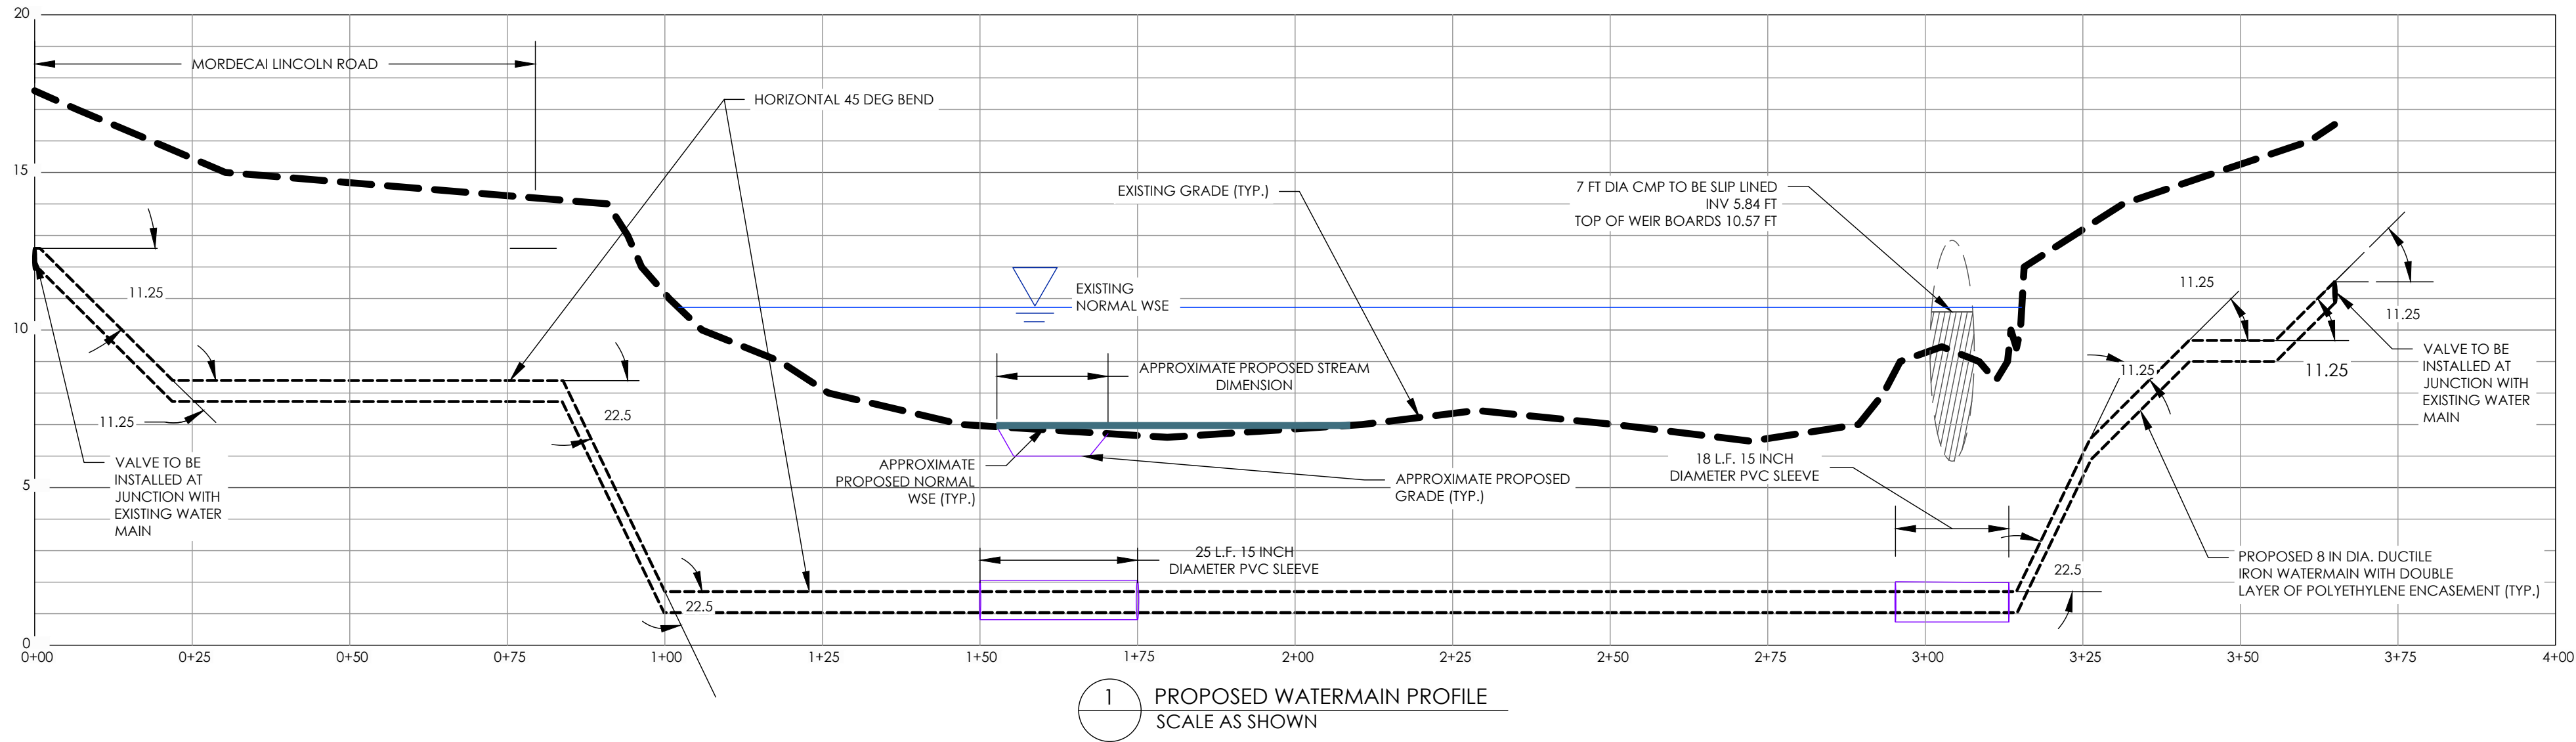 20
MORDECAI LINCOLN ROAD
HORIZONTAL 45 DEG BEND
15
EXISTING GRADE (TYP.)
7 FT DIA CMP TO BE SLIP LINED
INV 5.84 FT
TOP OF WEIR BOARDS 10.57 FT
11.25
11.25
EXISTING
NORMAL WSE
11.25
10
APPROXIMATE PROPOSED STREAM
DIMENSION
11.25
11.25
VALVE TO BE
INSTALLED AT
JUNCTION WITH
EXISTING WATER
MAIN
11.25
22.5
VALVE TO BE
INSTALLED AT
JUNCTION WITH
EXISTING WATER
MAIN
APPROXIMATE
PROPOSED NORMAL
WSE (TYP.)
APPROXIMATE PROPOSED
GRADE (TYP.)
18 L.F. 15 INCH
DIAMETER PVC SLEEVE
5
25 L.F. 15 INCH
DIAMETER PVC SLEEVE
22.5
22.5
PROPOSED 8 IN DIA. DUCTILE
IRON WATERMAIN WITH DOUBLE
LAYER OF POLYETHYLENE ENCASEMENT (TYP.)
0
0+00
0+25
0+50
0+75
1+00
1+25
1+50
1+75
2+00
2+25
2+50
2+75
3+00
3+25
3+50
3+75
4+00
1
PROPOSED WATERMAIN PROFILE
SCALE AS SHOWN